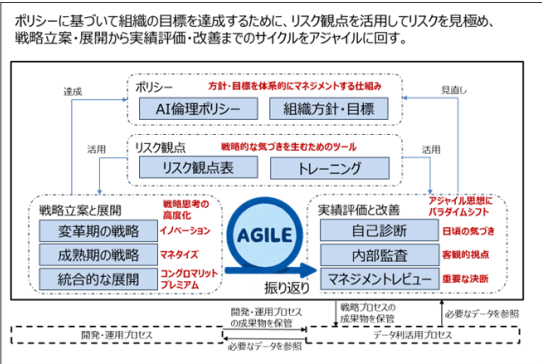 ポリシーに基づいて組織の目標を達成するために、リスク観点を活用してリスクを見極め、
戦略立案・展開から実績評価・改善までのサイクルをアジャイルに回す。
ポリシー
方針・目標を体系的にマネジメントする仕組み
達成
AI倫理ポリシー
組織方針・目標
見直し
リスク観点
戦略的な気づきを生むためのツール
活用
リスク観点表
トレーニング
活用
戦略立案と展開
戦略思考の
高度化
変革期の戦略
イノベーション
成熟期の戦略
マネタイズ
統合的な展開
コングロマリット
プレミアム
AGILE
振り返り
アジャイル思想に
パラダイムシフト
実績評価と改善
自己診断
日頃の気づき
内部監査
客観的視点
マネジメントレビュー
重要な決断
開発・運用プロセス
の成果物を保管
戦略プロセスの
成果物を保管
必要なデータを参照
開発・運用プロセス
データ利活用プロセス
必要なデータを参照